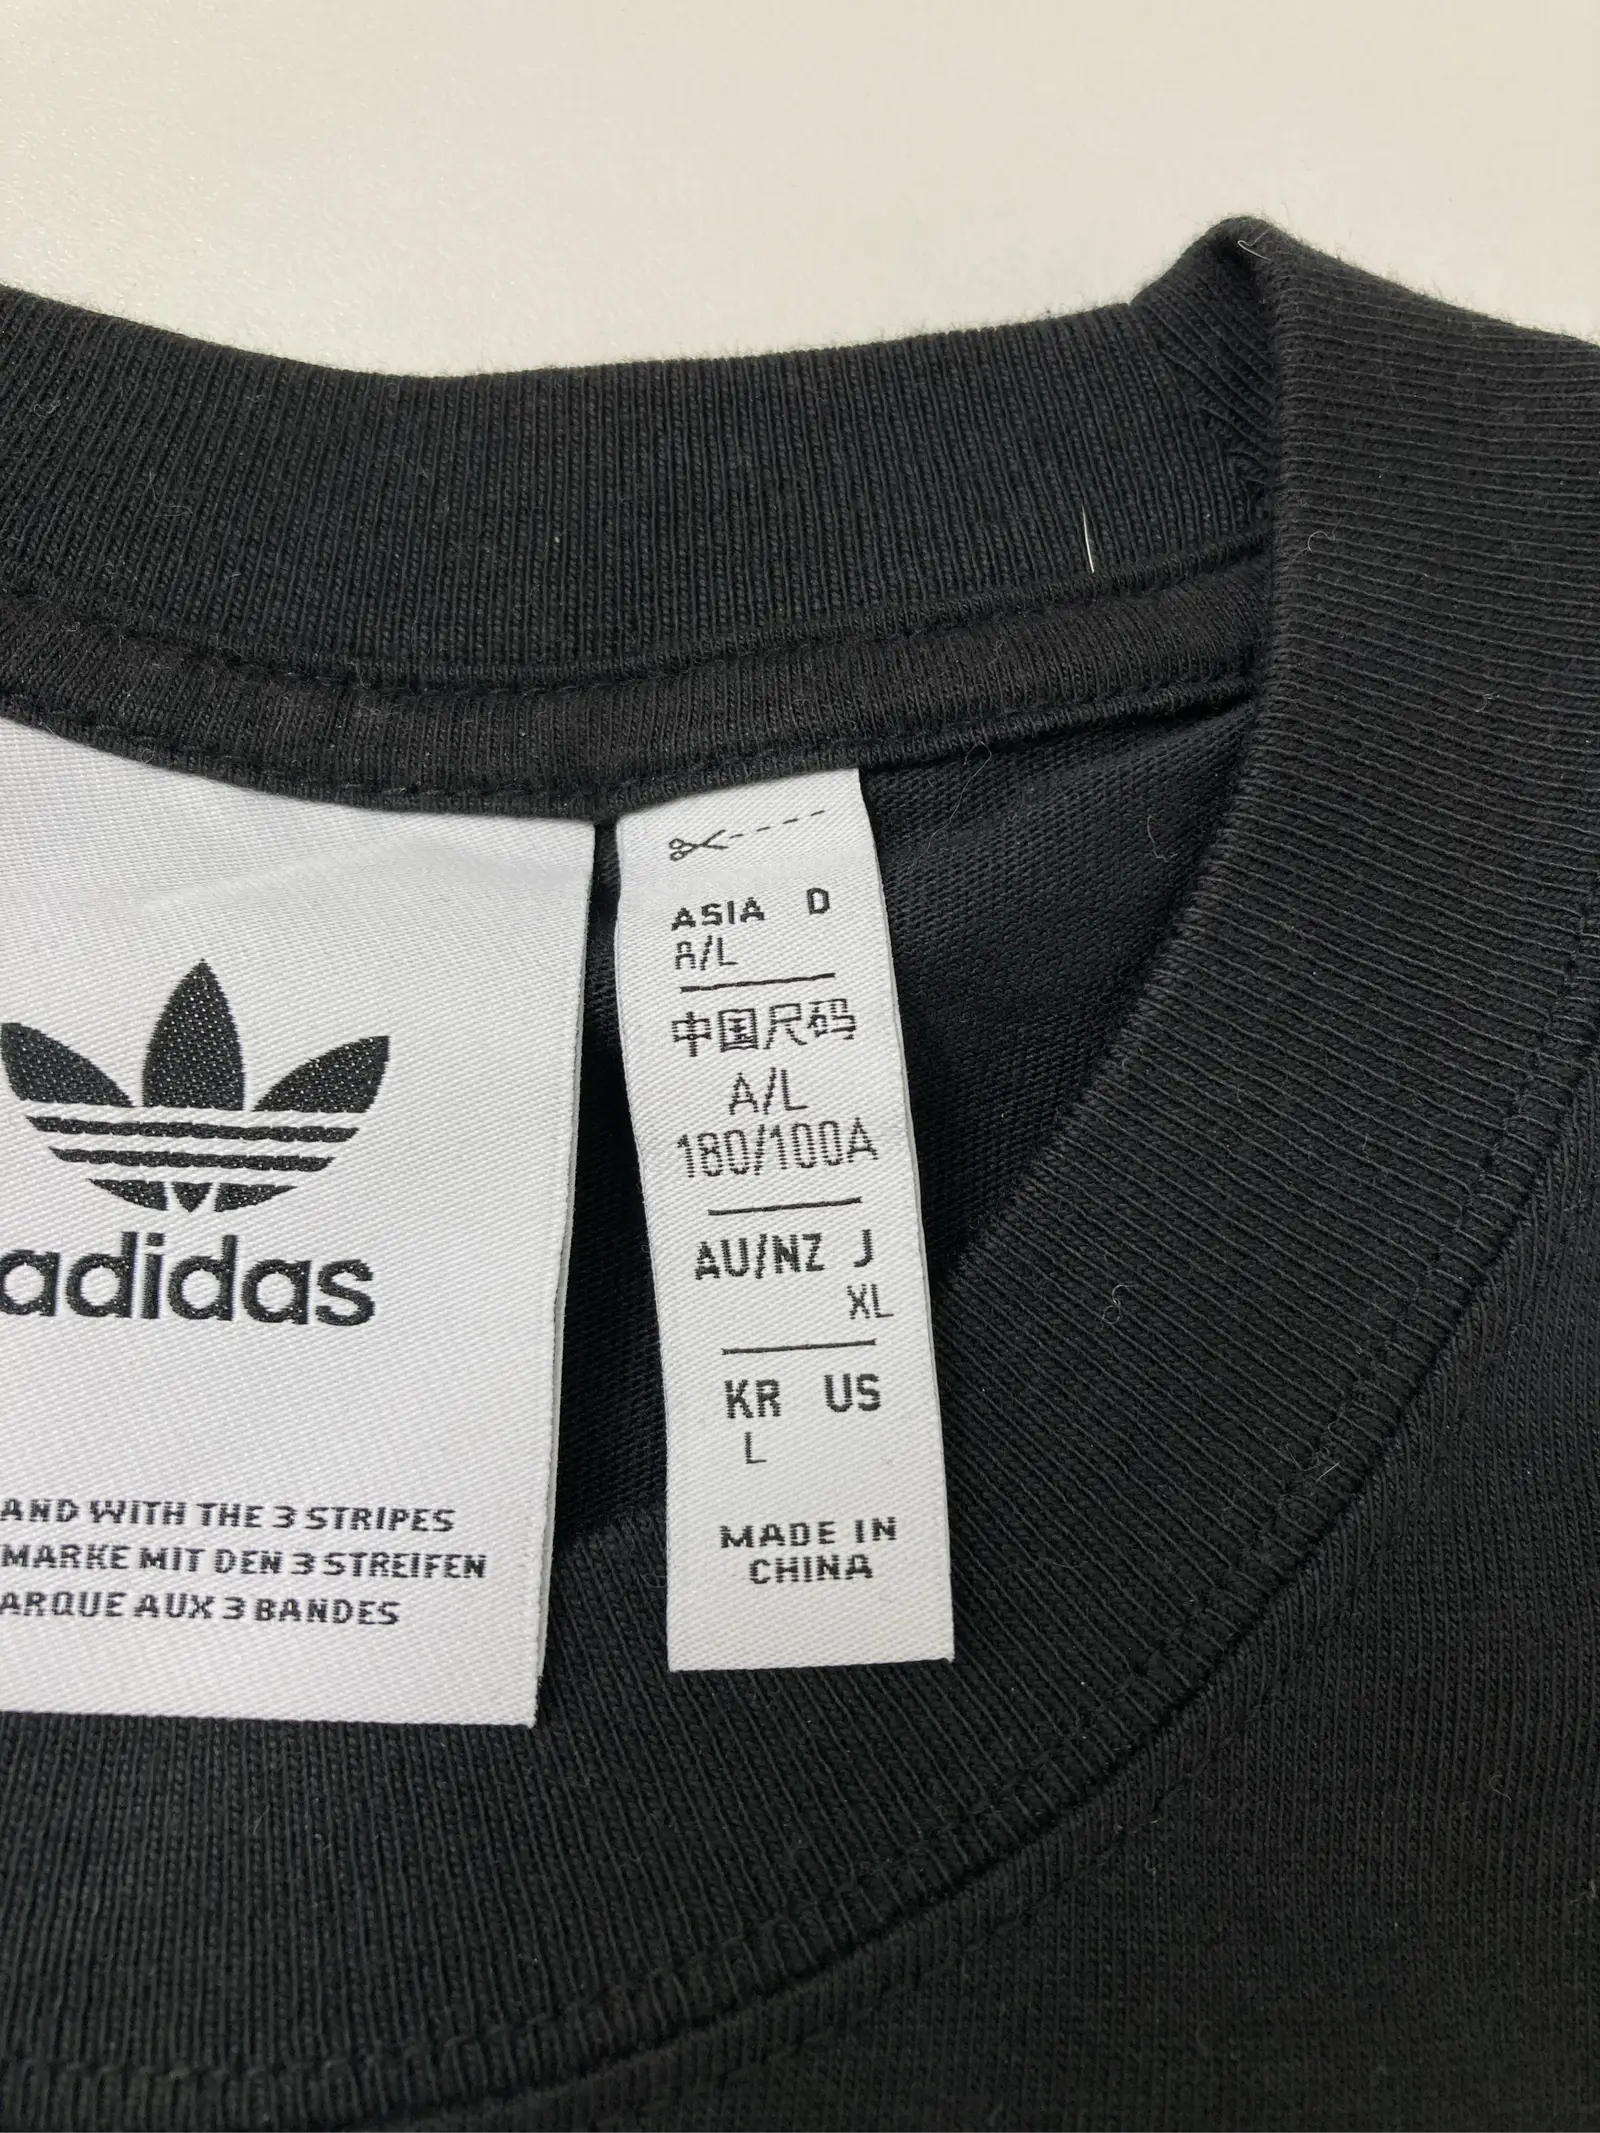 adidas
AND WITH THE 3 STRIPES
MARKE MIT DEN 3 STREIFEN
ARQUE AUX 3 BANDES
ASIA D
A/L
中国尺码
A/L
180/100A
AU/NZ J
XL
KR US
L
MADE IN
CHINA